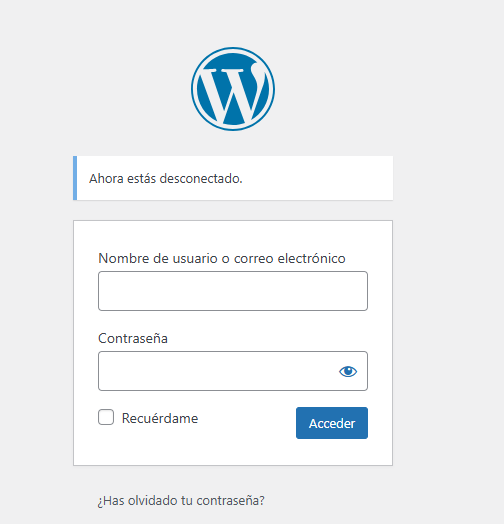 Ahora estás desconectado.
Nombre de usuario o correo electrónico
Contraseña
Recuérdame
Acceder
¿Has olvidado tu contraseña?